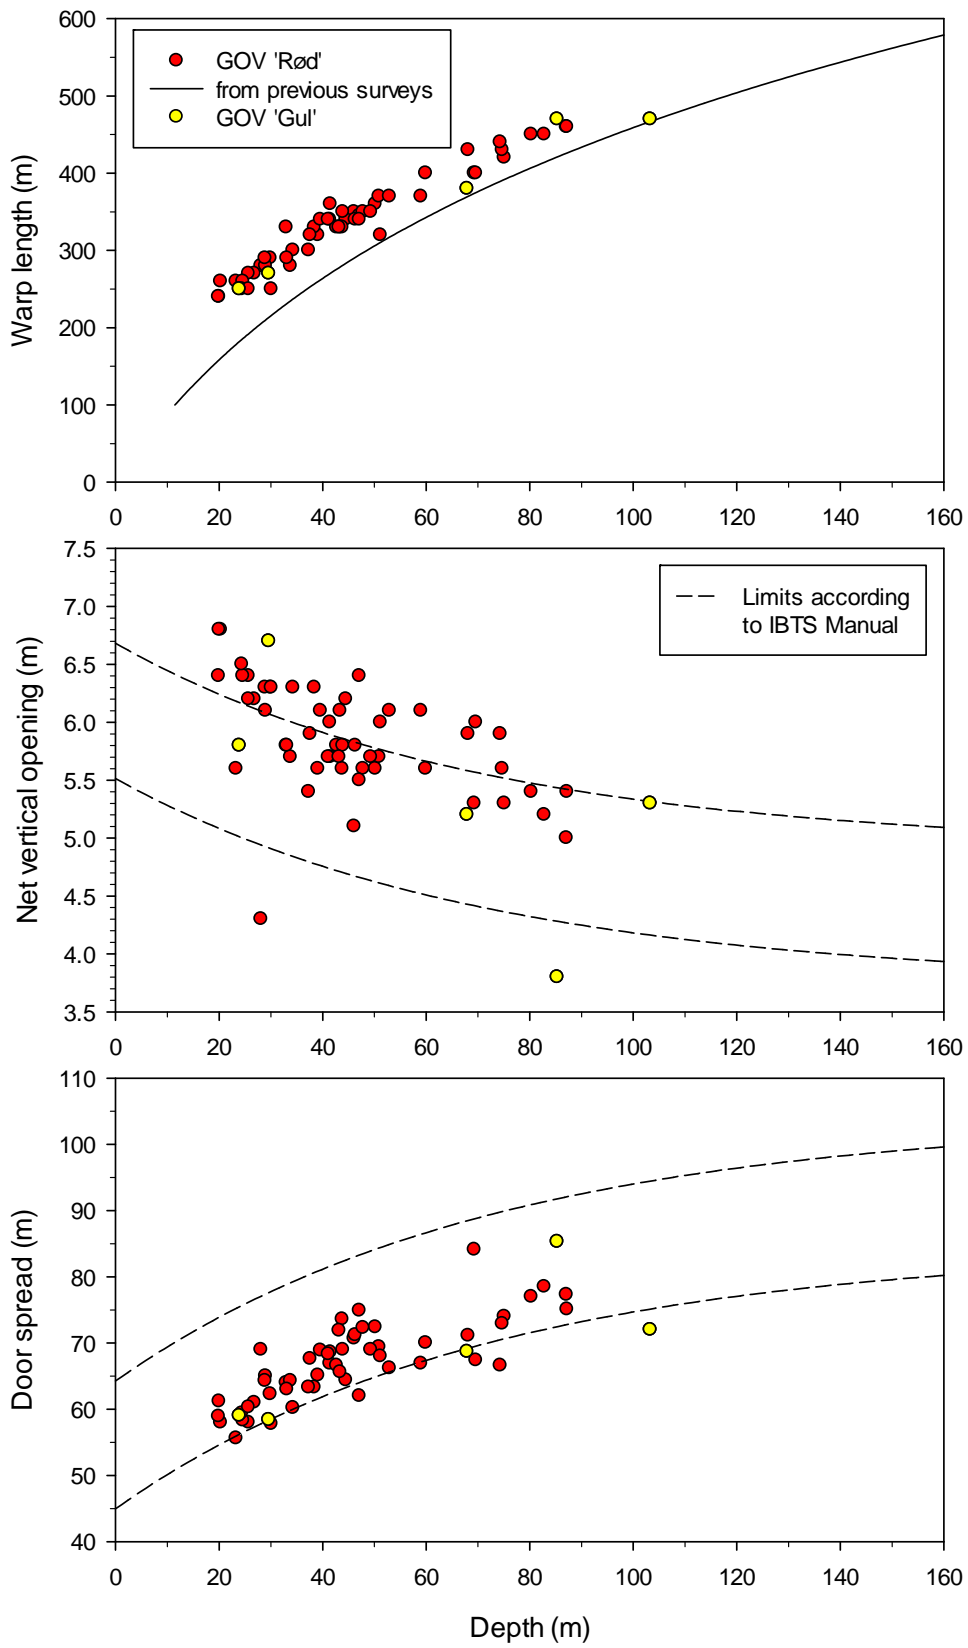 600
500
400
300
200
100
0
Warp length (m)
GOV 'Rød'
from previous surveys
GOV 'Gul'
0 20 40 60 80 100 120 140 160
7.5
7.0
6.5
6.0
5.5
5.0
4.5
4.0
3.5
Net vertical opening (m)
Limits according
to IBTS Manual
0 20 40 60 80 100 120 140 160
110
100
90
80
70
60
50
40
Door spread (m)
0 20 40 60 80 100 120 140 160
Depth (m)